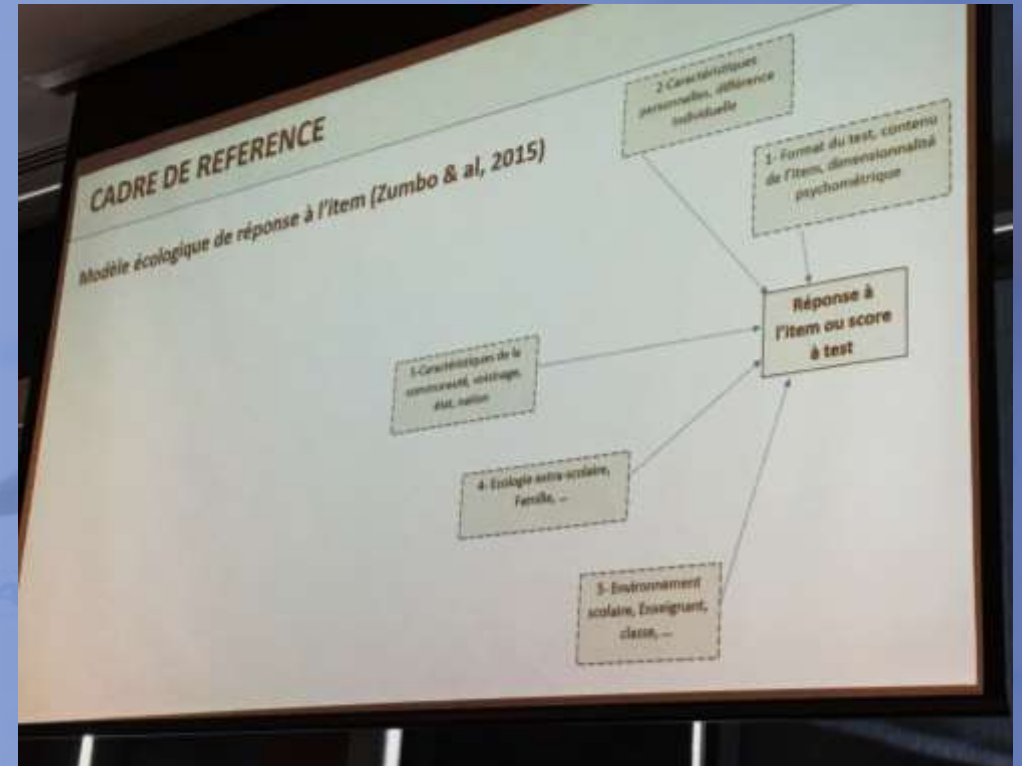 CADRE DE REFERENCE
Modèle écologique de réponse à l'item (Zumbo & al, 2015)
2-Caractéristiques
personnelles, différence
individuelle
1- Format du test, contenu
de l'item, dimensionnalité
psychométrique
Réponse à
l'item ou score
à test
5-Caractéristiques de la
communauté, voisinage,
état, nation
4- Ecologie extra-scolaire,
Famille, ...
3- Environnement
scolaire, Enseignant,
classe, ...